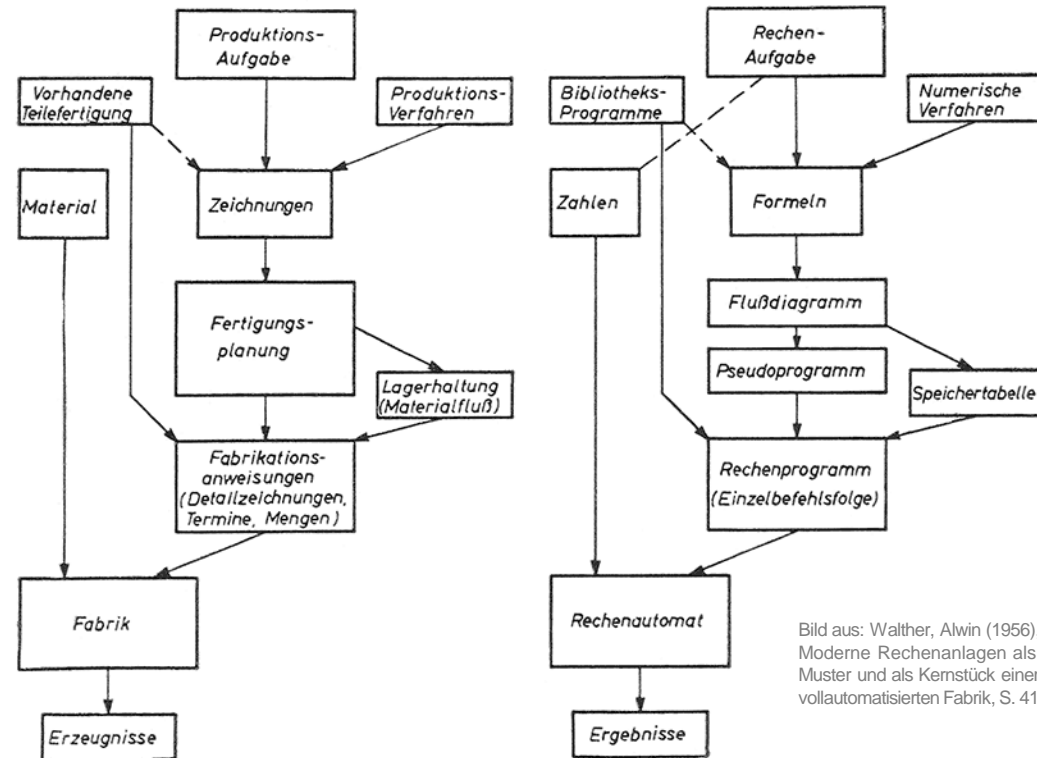 Produktions-
Aufgabe
Vorhandene
Teilefertigung
Produktions-
Verfahren
Material
Zeichnungen
Fertigungs-
planung
Lagerhaltung
(Materialfluß)
Fabrikations-
anweisungen
(Detailzeichnungen,
Termine, Mengen)
Fabrik
Erzeugnisse
Rechen-
Aufgabe
Bibliotheks-
Programme
Numerische
Verfahren
Zahlen
Formeln
Flußdiagramm
Pseudoprogramm
Speichertabelle
Rechenprogramm
(Einzelbefehlsfolge)
Rechenautomat
Ergebnisse
Bild aus: Walther, Alwin (1956).
Moderne Rechenanlagen als
Muster und als Kernstück einer
vollautomatisierten Fabrik, S. 41